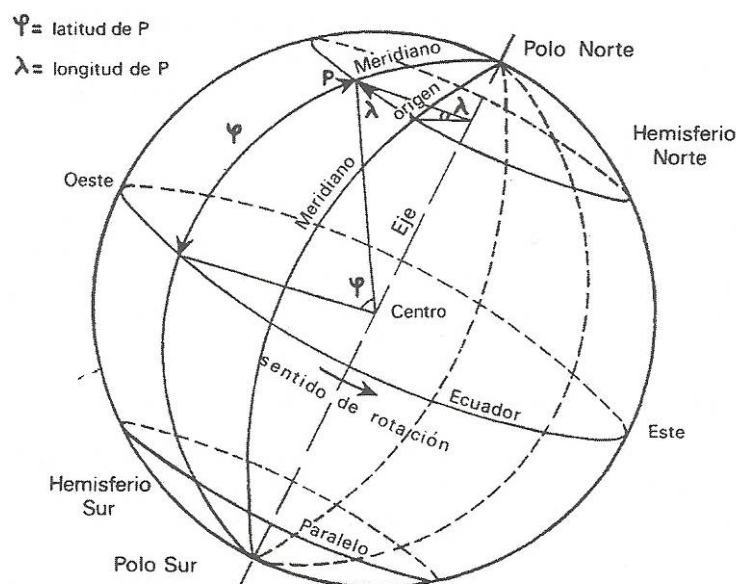 φ= latitud de P
λ= longitud de P
Meridiano
Polo Norte
P
λ
origen
λ
φ
Hemisferio
Norte
Oeste
Meridiano
Eje
φ
Centro
sentido de rotación
Ecuador
Este
Hemisferio
Sur
Paralelo
Polo Sur